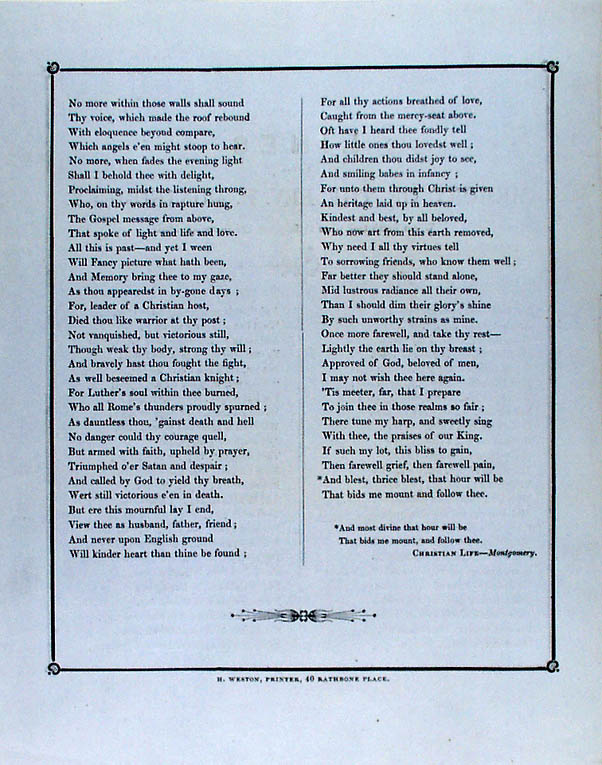 No more within those walls shall sound
Thy voice, which made the roof rebound
With eloquence beyond compare,
Which angels e'en might stoop to hear.
No more, when fades the evening light
Shall I behold thee with delight,
Proclaiming, midst the listening throng,
Who, on thy words in rapture hung,
The Gospel message from above,
That spoke of light and life and love.
All this is past—and yet I ween
Will Fancy picture what hath been,
And Memory bring thee to my gaze,
As thou appearedst in by-gone days ;
For, leader of a Christian host,
Died thou like warrior at thy post ;
Not vanquished, but victorious still,
Though weak thy body, strong thy will ;
And bravely hast thou fought the fight,
As well beseemed a Christian knight ;
For Luther's soul within thee burned,
Who all Rome's thunders proudly spurned ;
As dauntless thou, 'gainst death and hell
No danger could thy courage quell,
But armed with faith, upheld by prayer,
Triumphed o'er Satan and despair ;
And called by God to yield thy breath,
Wert still victorious e'en in death.
But ere this mournful lay I end,
View thee as husband, father, friend ;
And never upon English ground
Will kinder heart than thine be found ;
For all thy actions breathed of love,
Caught from the mercy-seat above.
Oft have I heard thee fondly tell
How little ones thou lovedst well ;
And children thou didst joy to see,
And smiling babes in infancy ;
For unto them through Christ is given
An heritage laid up in heaven.
Kindest and best, by all beloved,
Who now art from this earth removed,
Why need I all thy virtues tell
To sorrowing friends, who know them well ;
Far better they should stand alone,
Mid lustrous radiance all their own,
Than I should dim their glory's shine
By such unworthy strains as mine.
Once more farewell, and take thy rest—
Lightly the earth lie on thy breast ;
Approved of God, beloved of men,
I may not wish thee here again.
'Tis meeter, far, that I prepare
To join thee in those realms so fair ;
There tune my harp, and sweetly sing
With thee, the praises of our King.
If such my lot, this bliss to gain,
Then farewell grief, then farewell pain,
*And blest, thrice blest, that hour will be
That bids me mount and follow thee.
*And most divine that hour will be
That bids me mount, and follow thee.
Christian Life—Montgomery.
H. WESTON, PRINTER, 40 RATHBONE PLACE.